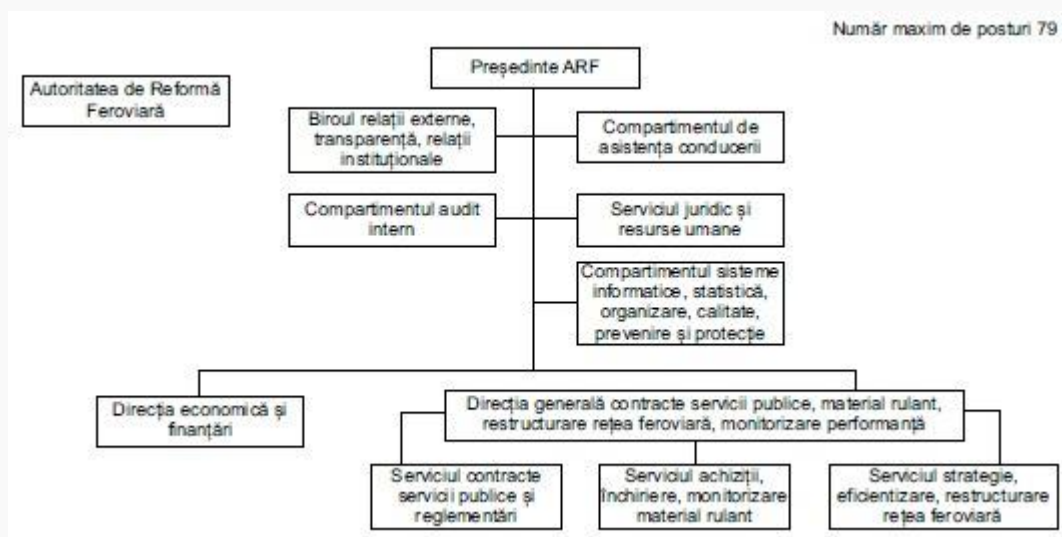 Număr maxim de posturi 79
Președinte ARF
Autoritatea de Reformă
Feroviară
Biroul relații externe,
transparență, relații
instituționale
Compartimentul de
asistența conducerii
Compartimentul audit
intern
Serviciul juridic și
resurse umane
Compartimentul sisteme
informatice, statistică,
organizare, calitate,
prevenire și protecție
Direcția economică și
finanțări
Direcția generală contracte servicii publice, material rulant,
restructurare rețea feroviară, monitorizare performanță
Serviciul contracte
servicii publice și
reglementări
Serviciul achiziții,
închiriere, monitorizare
material rulant
Serviciul strategie,
eficientizare, restructurare
rețea feroviară